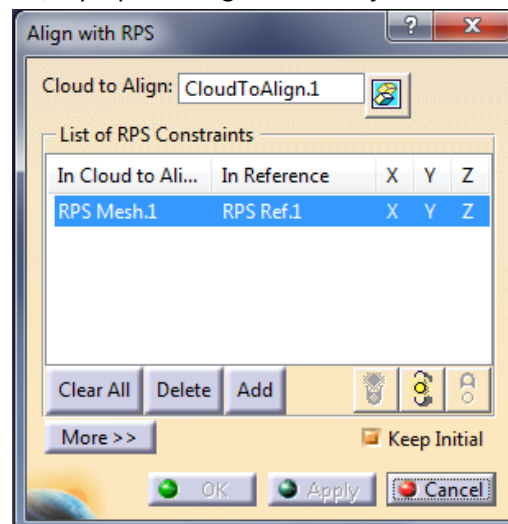 Align with RPS
Cloud to Align: CloudToAlign.1
List of RPS Constraints
In Cloud to Ali... In Reference X Y Z
RPS Mesh.1 RPS Ref.1 X Y Z
Clear All Delete Add
More >> Keep Initial
OK Apply Cancel